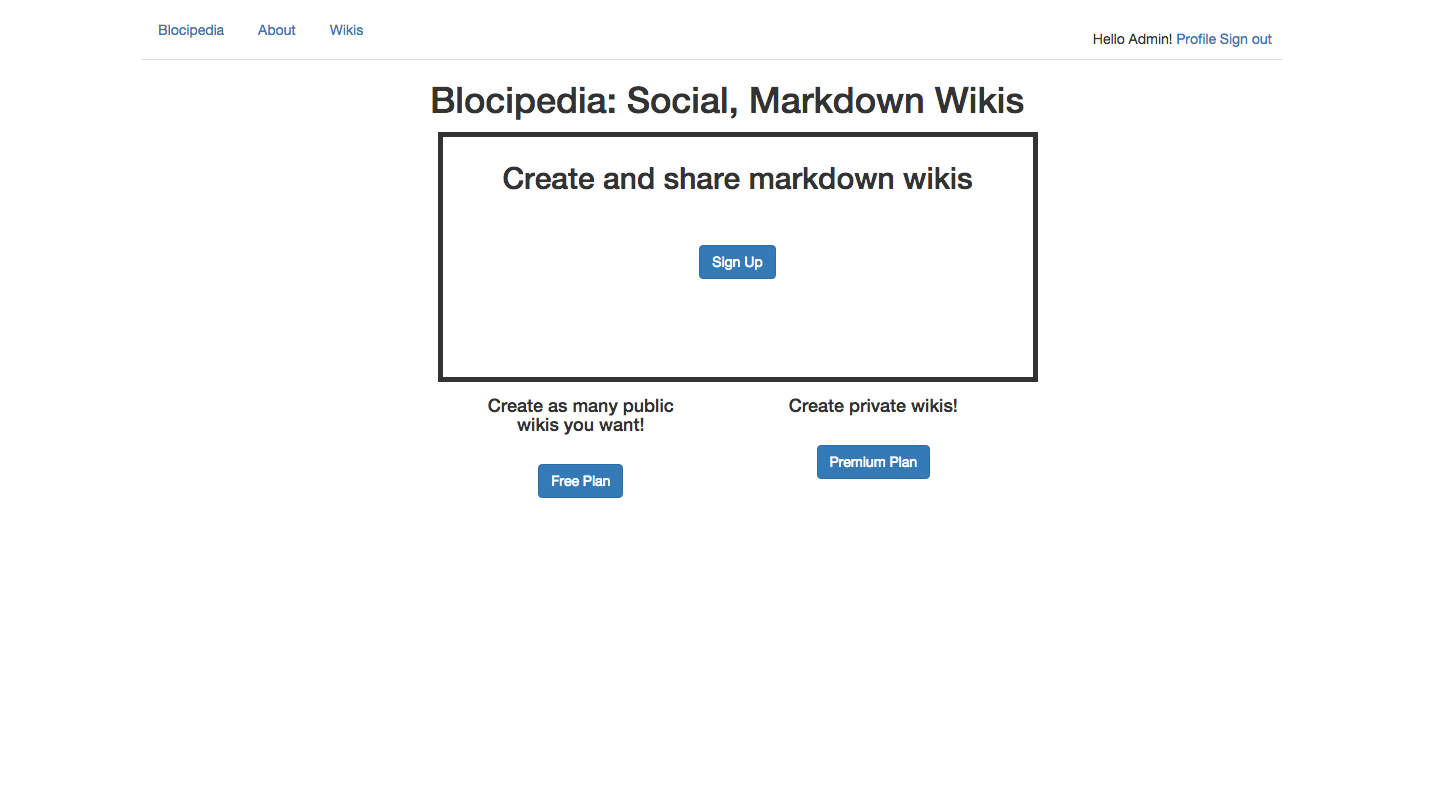 Blocipedia About Wikis
Hello Admin! Profile Sign out
Blocipedia: Social, Markdown Wikis
Create and share markdown wikis
Sign Up
Create as many public
wikis you want!
Free Plan
Create private wikis!
Premium Plan